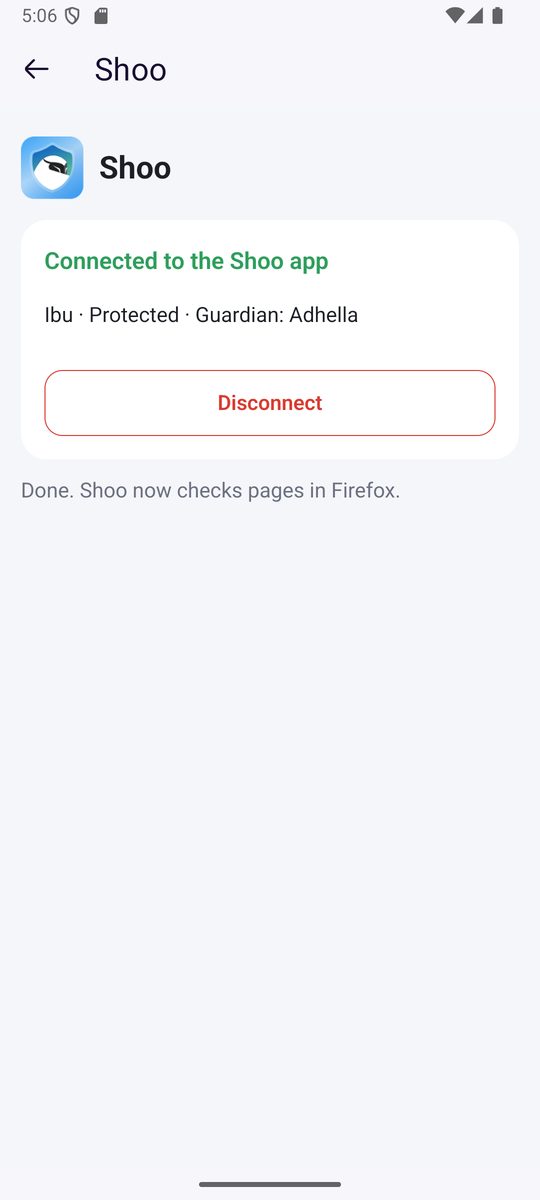 5:06
Shoo
Shoo
Connected to the Shoo app
Ibu · Protected · Guardian: Adhella
Disconnect
Done. Shoo now checks pages in Firefox.